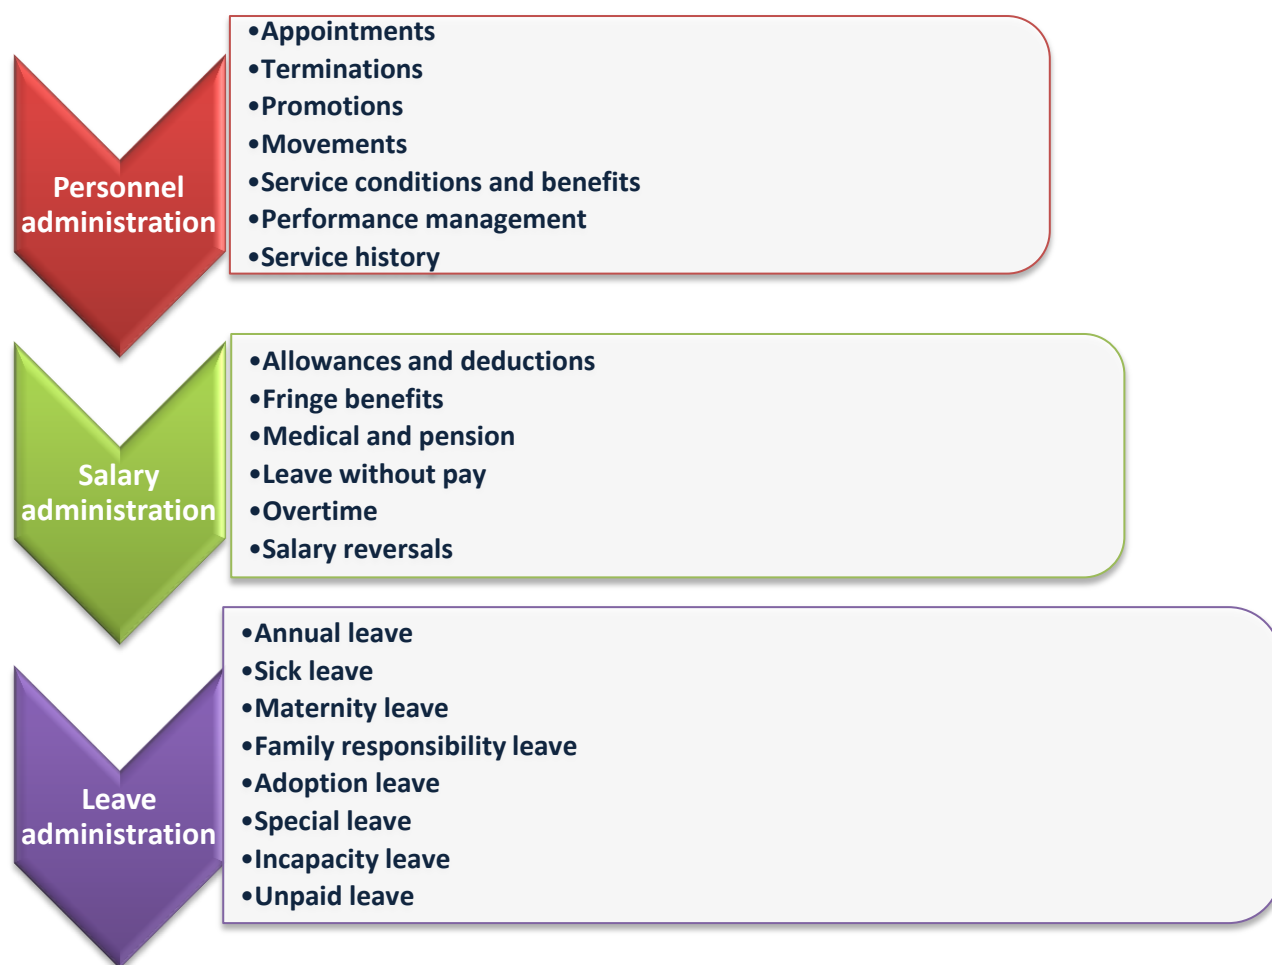 Personnel
administration
•Appointments
•Terminations
•Promotions
•Movements
•Service conditions and benefits
•Performance management
•Service history
Salary
administration
•Allowances and deductions
•Fringe benefits
•Medical and pension
•Leave without pay
•Overtime
•Salary reversals
Leave
administration
•Annual leave
•Sick leave
•Maternity leave
•Family responsibility leave
•Adoption leave
•Special leave
•Incapacity leave
•Unpaid leave